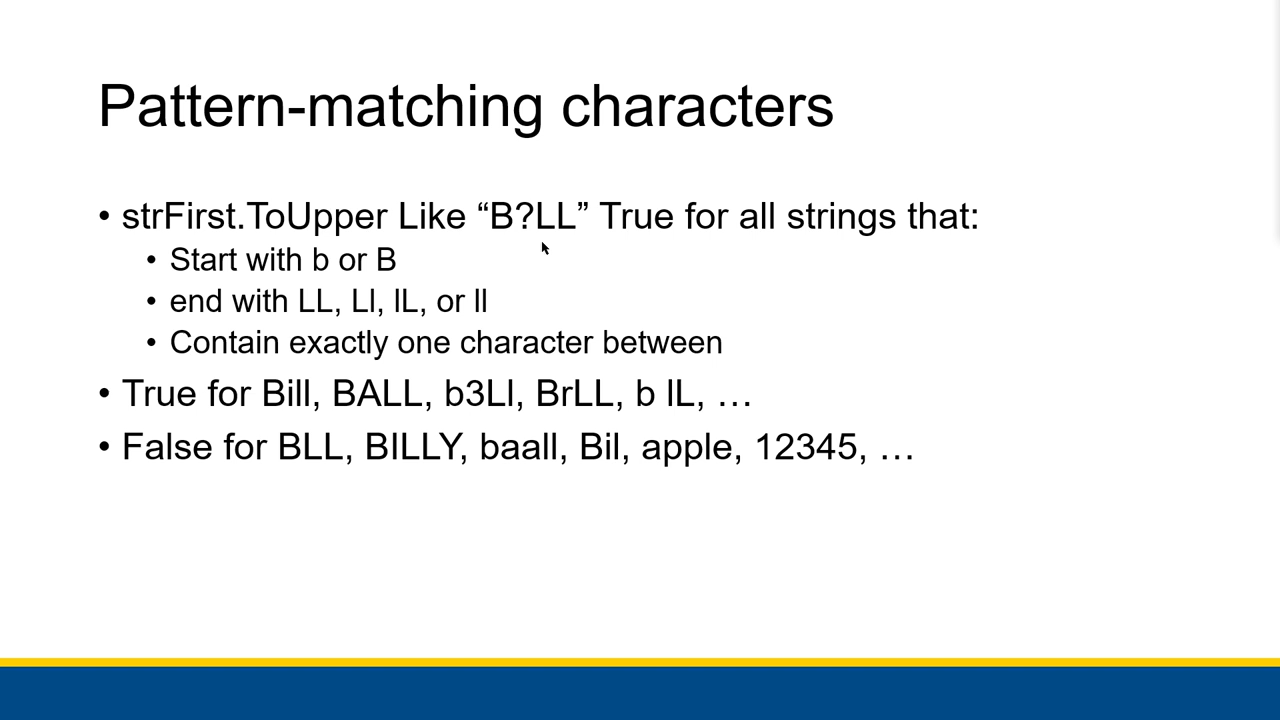 Pattern-matching characters
• strFirst.ToUpper Like “B?LL” True for all strings that:
• Start with b or B
• end with LL, Ll, lL, or ll
• Contain exactly one character between
• True for Bill, BALL, b3Ll, BrLL, b lL, …
• False for BLL, BILLY, baall, Bil, apple, 12345, …